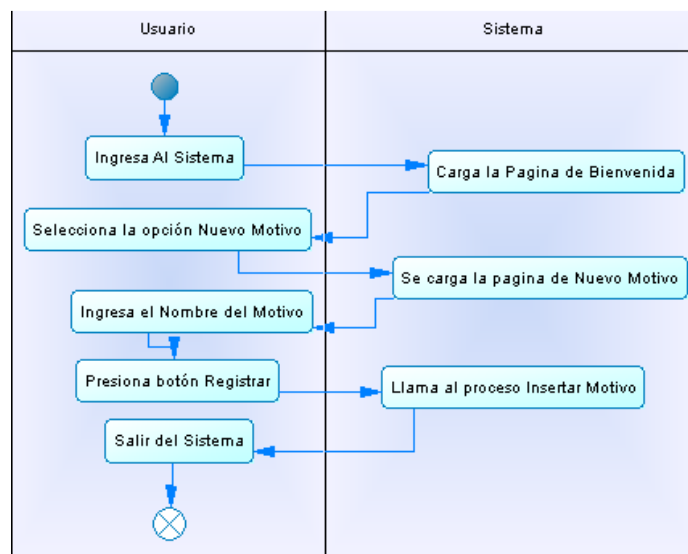 Usuario
Sistema
Ingresa Al Sistema
Carga la Pagina de Bienvenida
Selecciona la opción Nuevo Motivo
Se carga la pagina de Nuevo Motivo
Ingresa el Nombre del Motivo
Presiona botón Registrar
Llama al proceso Insertar Motivo
Salir del Sistema